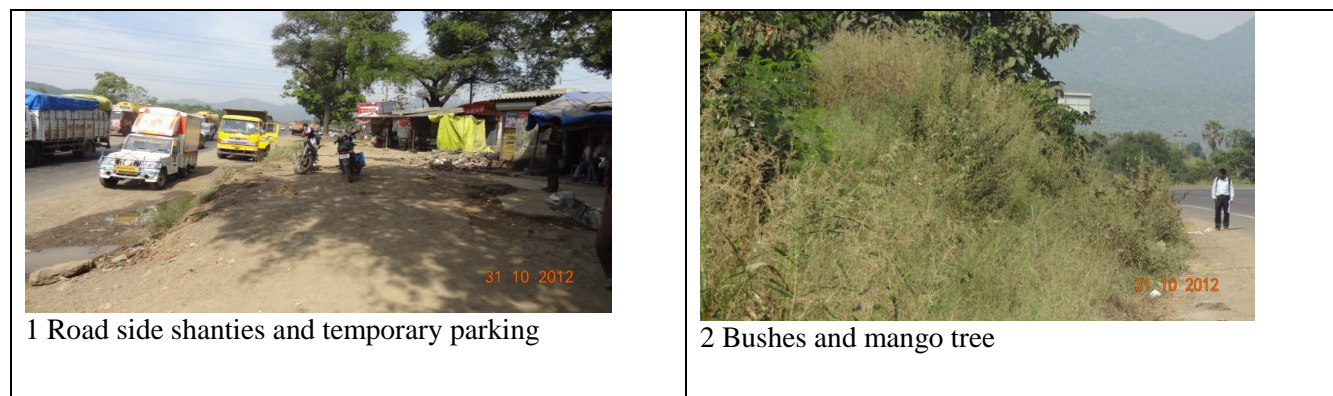 31 10 2012
1 Road side shanties and temporary parking
31 10 2012
2 Bushes and mango tree